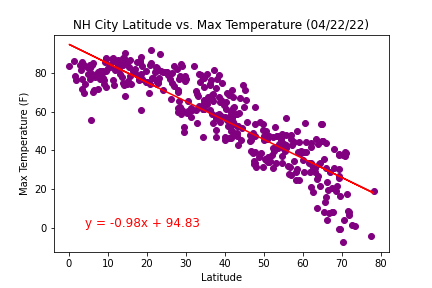 NH City Latitude vs. Max Temperature (04/22/22)
Max Temperature (F)
80
60
40
20
0
y = -0.98x + 94.83
0 10 20 30 40 50 60 70 80
Latitude